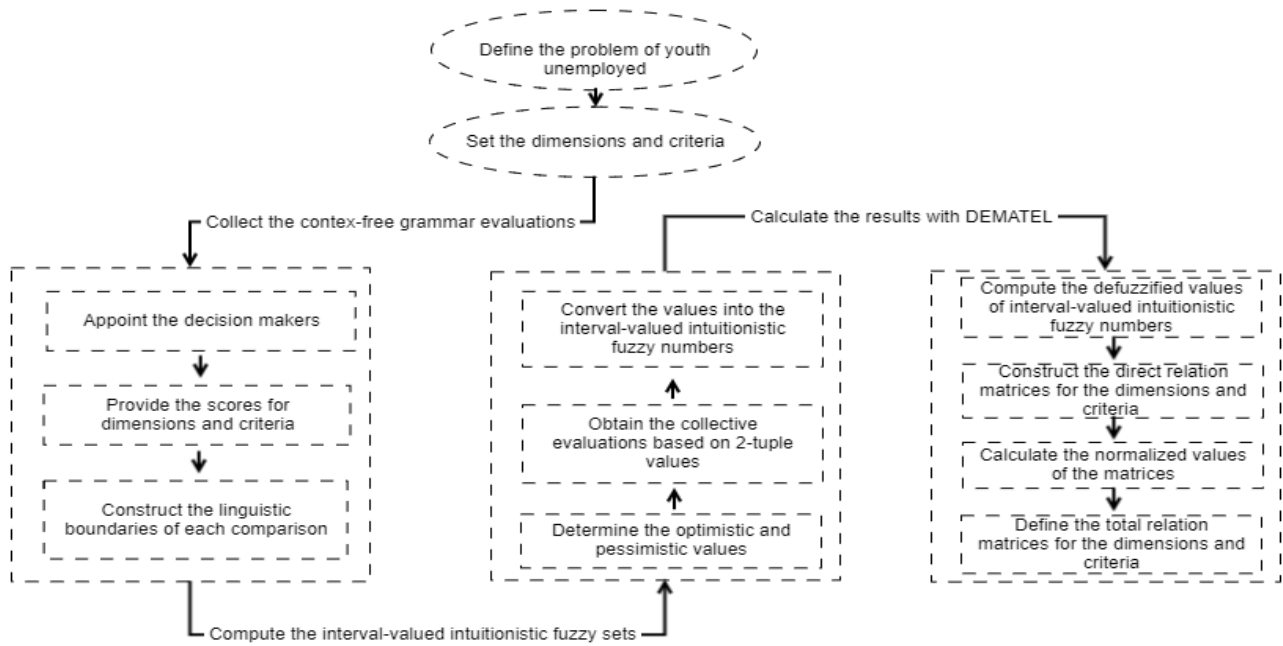 Define the problem of youth
unemployed
Set the dimensions and criteria
Collect the contex-free grammar evaluations
Appoint the decision makers
Provide the scores for
dimensions and criteria
Construct the linguistic
boundaries of each comparison
Compute the interval-valued intuitionistic fuzzy sets
Determine the optimistic and
pessimistic values
Obtain the collective
evaluations based on 2-tuple
values
Convert the values into the
interval-valued intuitionistic
fuzzy numbers
Calculate the results with DEMATEL
Compute the defuzzified values
of interval-valued intuitionistic
fuzzy numbers
Construct the direct relation
matrices for the dimensions and
criteria
Calculate the normalized values
of the matrices
Define the total relation
matrices for the dimensions and
criteria